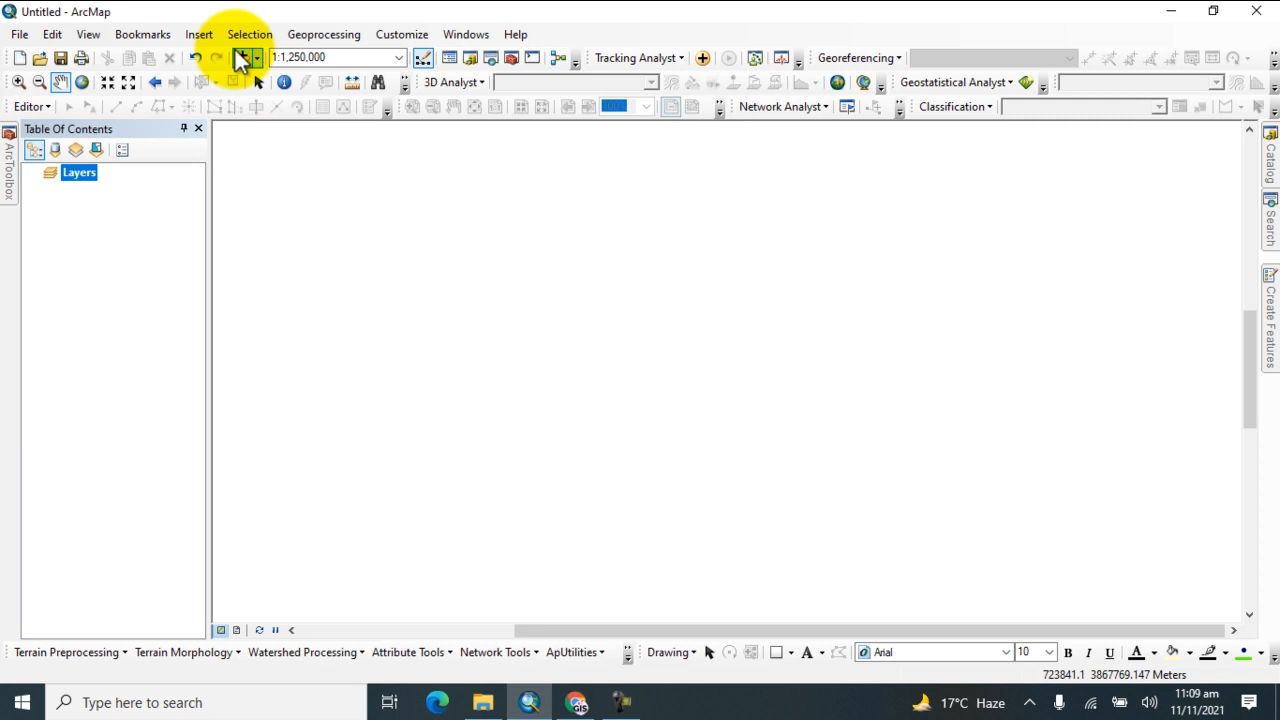 Untitled - ArcMap
File Edit View Bookmarks Insert Selection Geoprocessing Customize Windows Help
1:1,250,000 Tracking Analyst Georeferencing
3D Analyst Geostatistical Analyst
Editor 100% Network Analyst Classification
Table Of Contents
Layers
ArcToolbox
Catalog
Search
Create Features
Terrain Preprocessing Terrain Morphology Watershed Processing Attribute Tools Network Tools ApUtilities Drawing Arial 10 B I U A
723841.1 3867769.147 Meters
Type here to search
GIS
17°C Haze
11:09 am
11/11/2021